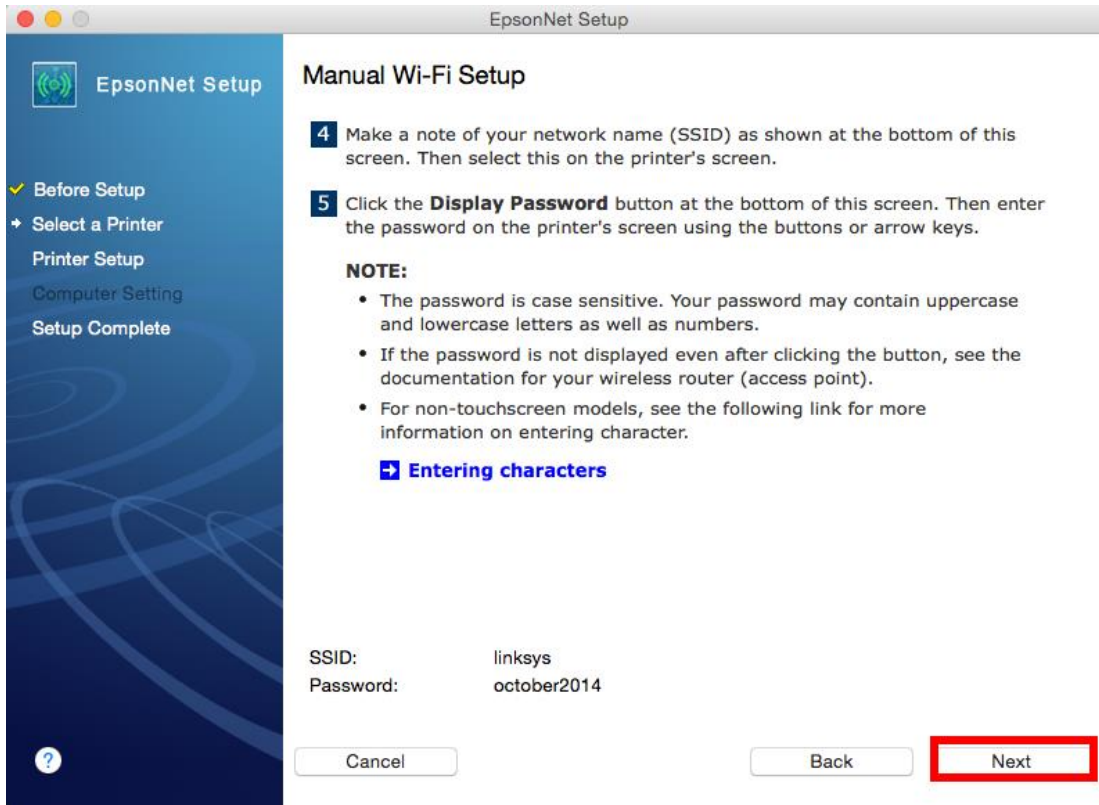 EpsonNet Setup
EpsonNet Setup
Before Setup
Select a Printer
Printer Setup
Computer Setting
Setup Complete
?
Manual Wi-Fi Setup
4 Make a note of your network name (SSID) as shown at the bottom of this
screen. Then select this on the printer's screen.
5 Click the Display Password button at the bottom of this screen. Then enter
the password on the printer's screen using the buttons or arrow keys.
NOTE:
• The password is case sensitive. Your password may contain uppercase
and lowercase letters as well as numbers.
• If the password is not displayed even after clicking the button, see the
documentation for your wireless router (access point).
• For non-touchscreen models, see the following link for more
information on entering character.
Entering characters
SSID: linksys
Password: october2014
Cancel Back Next